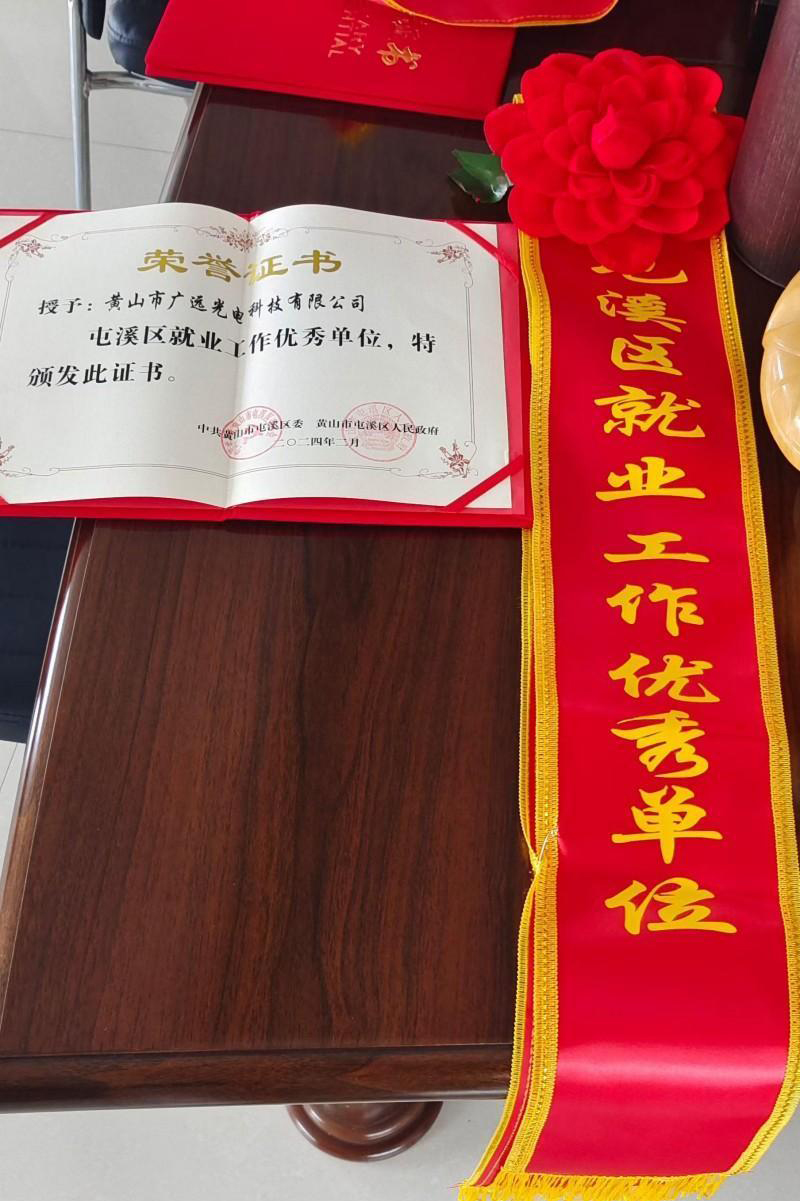 荣誉证书
授予：黄山市广远光电科技有限公司
屯溪区就业工作优秀单位，特
颁发此证书。
中共黄山市屯溪区委 黄山市屯溪区人民政府
二〇二四年二月
屯溪区就业工作优秀单位